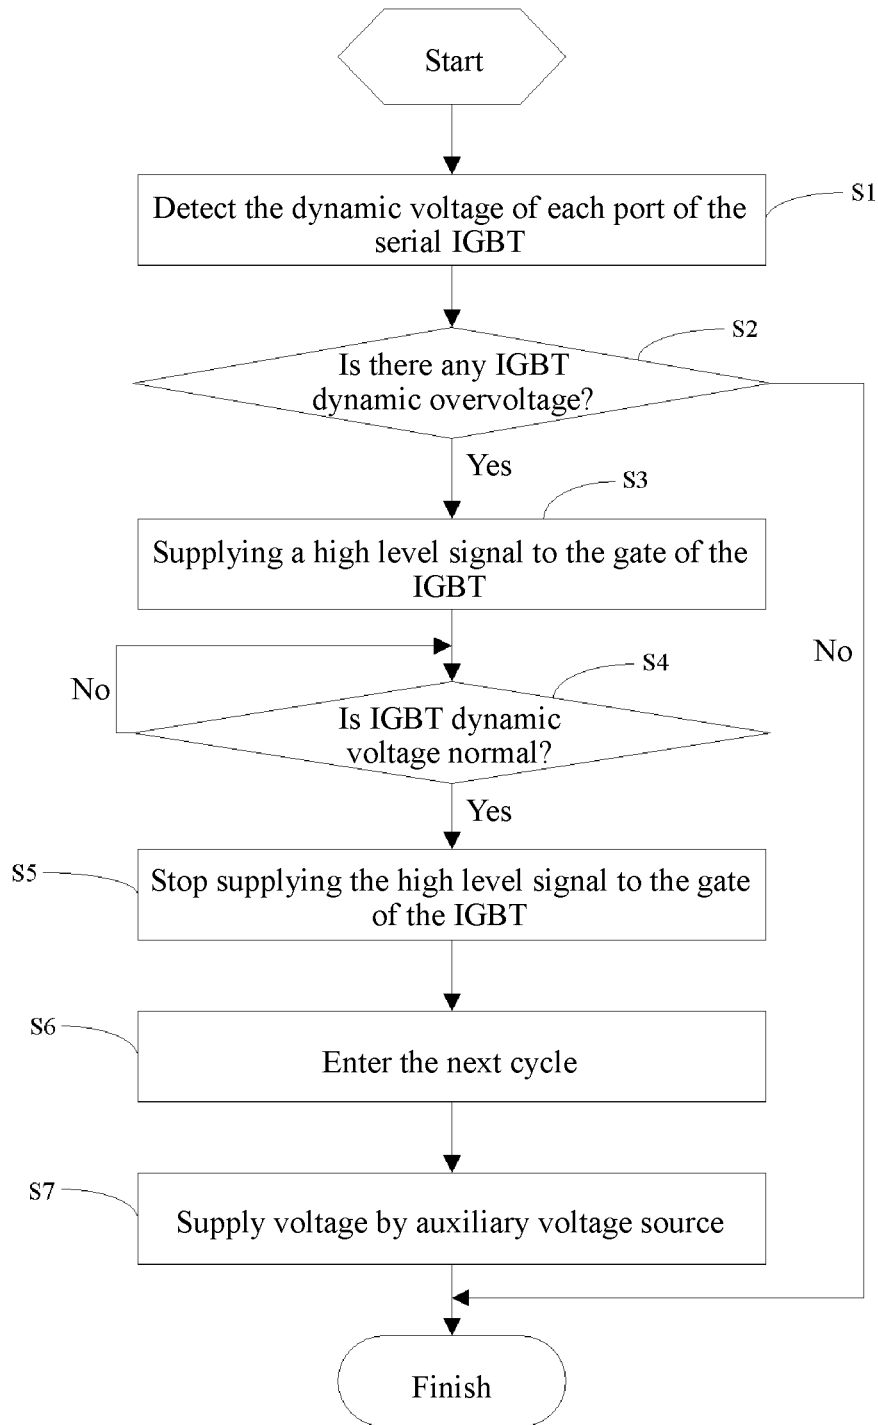 Start
Detect the dynamic voltage of each port of the
serial IGBT
S1
S2
Is there any IGBT
dynamic overvoltage?
Yes
S3
Supplying a high level signal to the gate of the
IGBT
No
S4
No
Is IGBT dynamic
voltage normal?
Yes
S5
Stop supplying the high level signal to the gate
of the IGBT
S6
Enter the next cycle
S7
Supply voltage by auxiliary voltage source
Finish